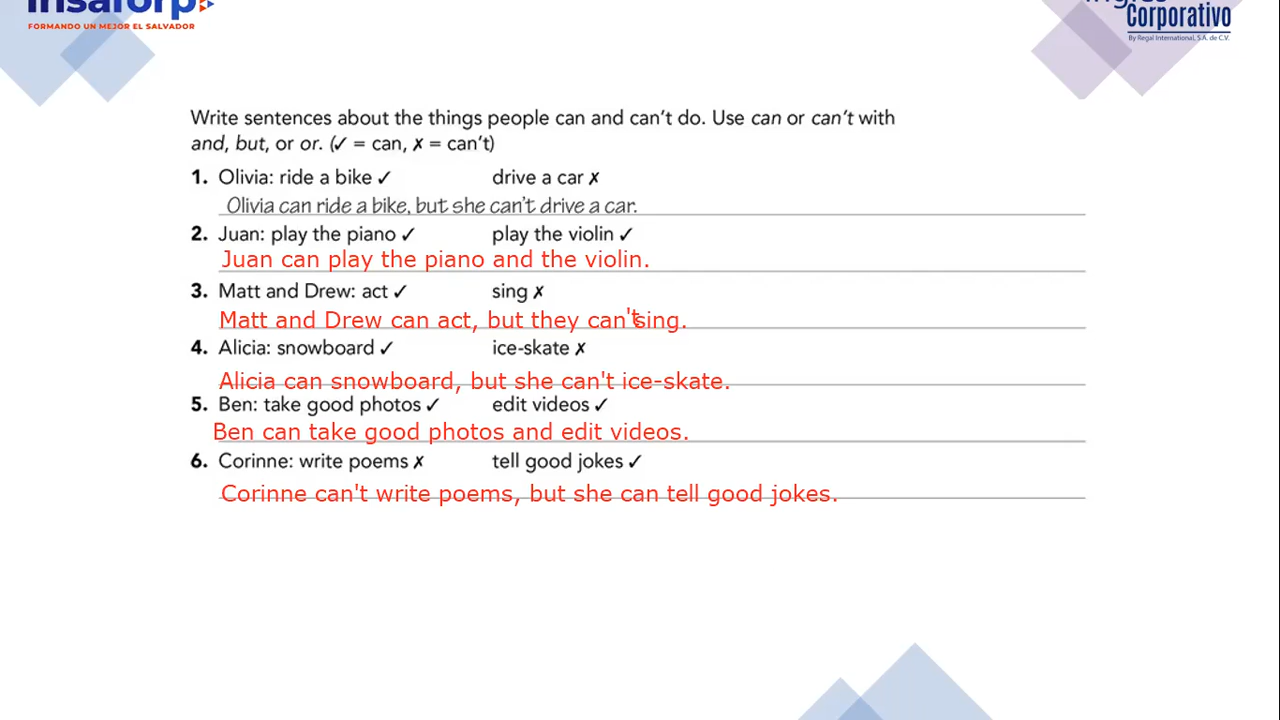 insaforp
FORMANDO UN MEJOR EL SALVADOR
Inglés
Corporativo
By Regal International, S.A. de C.V.
Write sentences about the things people can and can't do. Use can or can't with
and, but, or or. (✓ = can, ✗ = can't)
1. Olivia: ride a bike ✓ drive a car ✗
Olivia can ride a bike, but she can't drive a car.
2. Juan: play the piano ✓ play the violin ✓
Juan can play the piano and the violin.
3. Matt and Drew: act ✓ sing ✗
Matt and Drew can act, but they can't sing.
4. Alicia: snowboard ✓ ice-skate ✗
Alicia can snowboard, but she can't ice-skate.
5. Ben: take good photos ✓ edit videos ✓
Ben can take good photos and edit videos.
6. Corinne: write poems ✗ tell good jokes ✓
Corinne can't write poems, but she can tell good jokes.